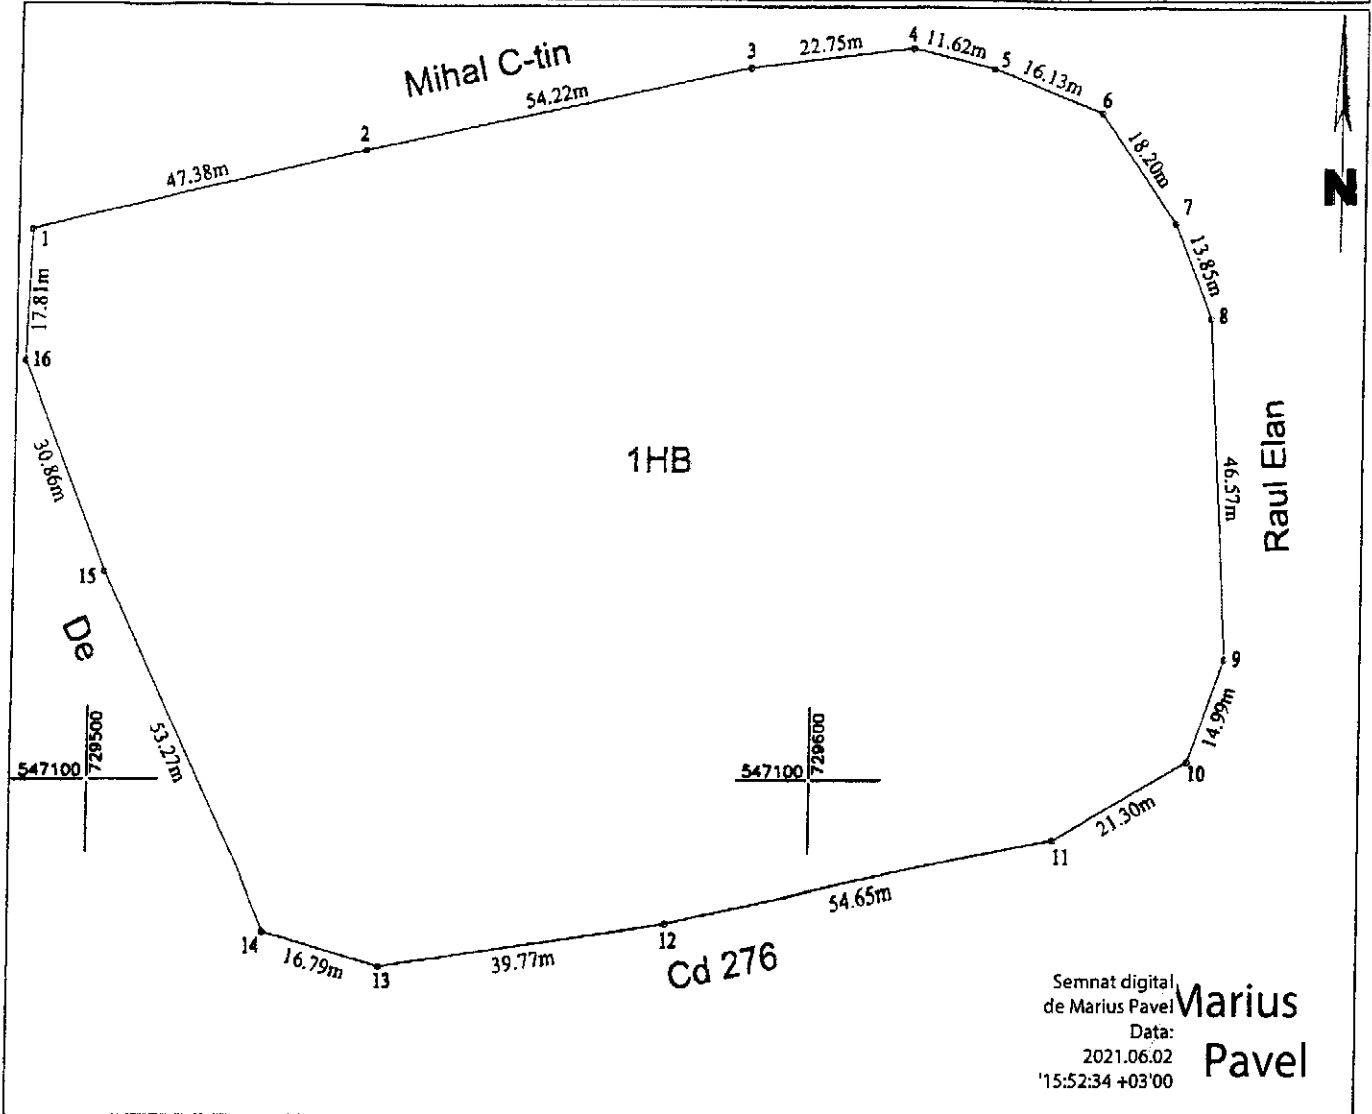 Mihal C-tin
3
22.75m
4
11.62m
5
16.13m
6
54.22m
2
18.20m
47.38m
7
N
1
13.85m
17.81m
8
16
30.86m
1HB
46.57m
Raul Elan
15
De
9
14.99m
53.27m
547100
729500
547100
729600
10
21.30m
11
54.65m
12
14
16.79m
13
39.77m
Cd 276
Semnat digital
de Marius Pavel
Data:
2021.06.02
'15:52:34 +03'00
Marius
Pavel